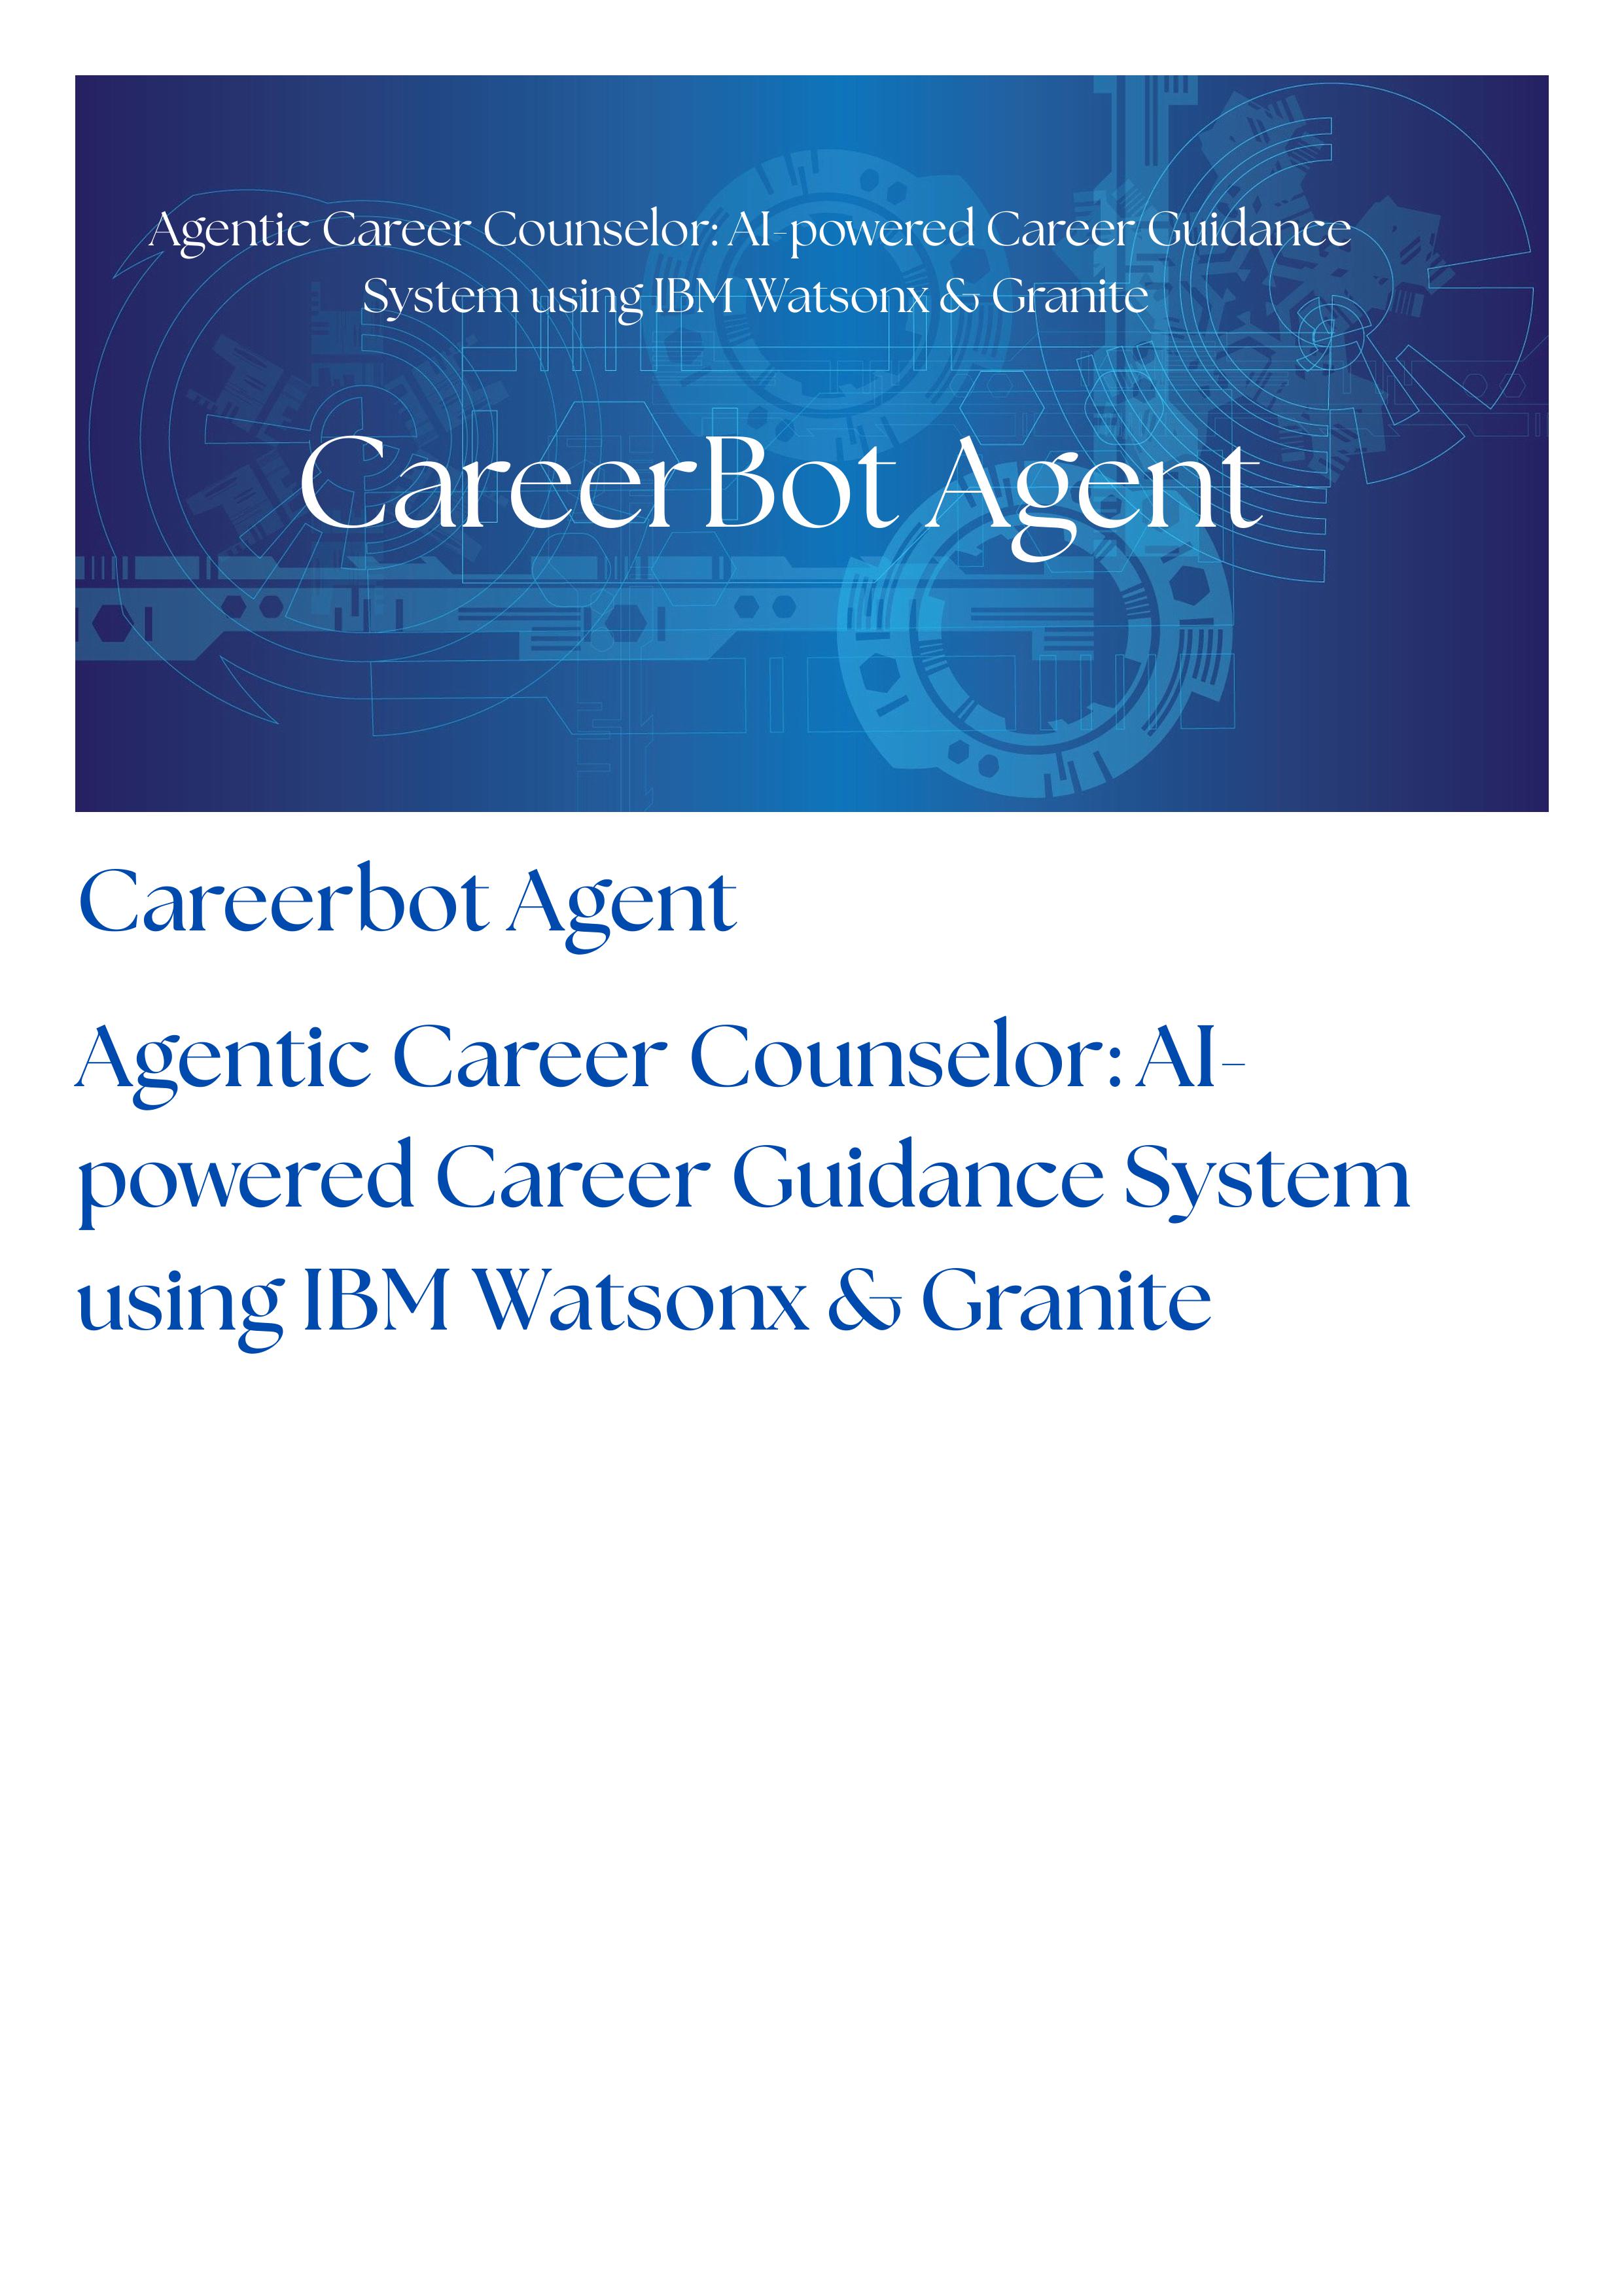 Agentic Career Counselor: AI-powered Career Guidance
System using IBM Watsonx & Granite
CareerBot Agent
Careerbot Agent
Agentic Career Counselor: AI-
powered Career Guidance System
using IBM Watsonx & Granite